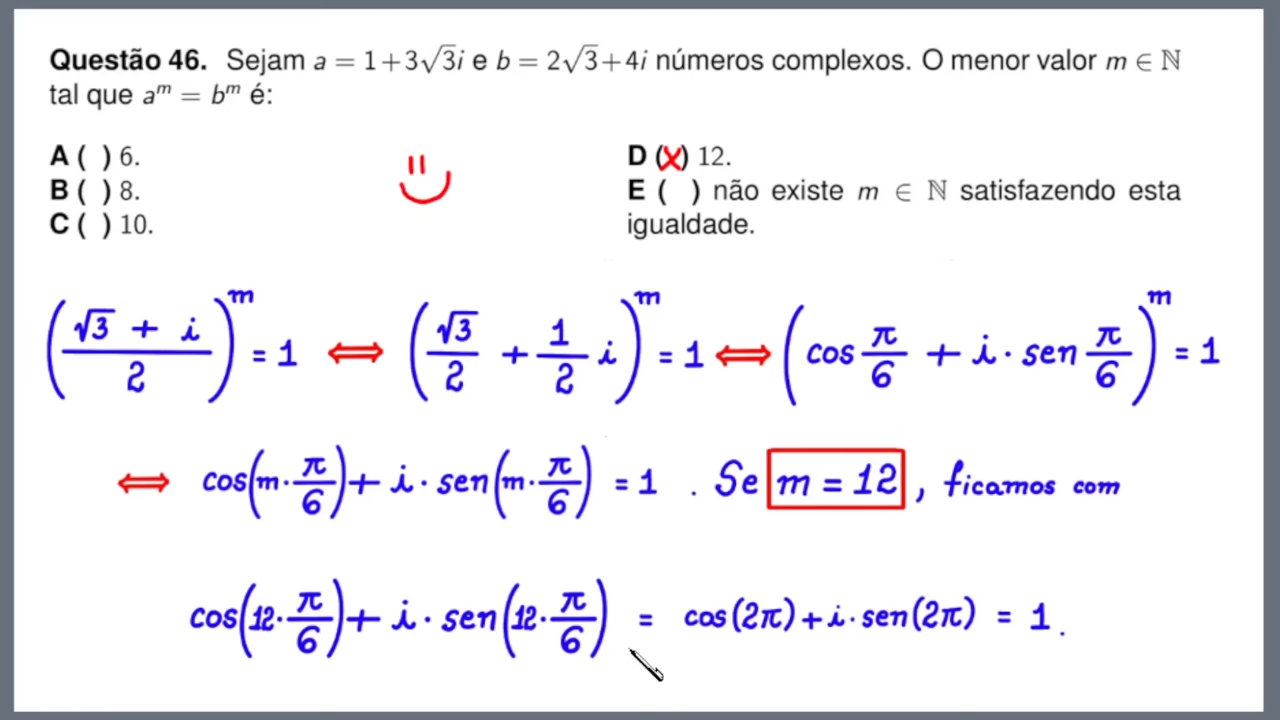 Questão 46. Sejam a = 1+3√3i e b = 2√3+4i números complexos. O menor valor m ∈ ℕ
tal que aᵐ = bᵐ é:
A ( ) 6.
B ( ) 8.
C ( ) 10.
D (x) 12.
E ( ) não existe m ∈ ℕ satisfazendo esta
igualdade.
((√3 + i)/2)ᵐ = 1 ⟺ (√3/2 + 1/2 i)ᵐ = 1 ⟺ (cos π/6 + i · sen π/6)ᵐ = 1
⟺ cos(m · π/6) + i · sen(m · π/6) = 1 . Se m = 12 , ficamos com
cos(12 · π/6) + i · sen(12 · π/6) = cos(2π) + i · sen(2π) = 1 .